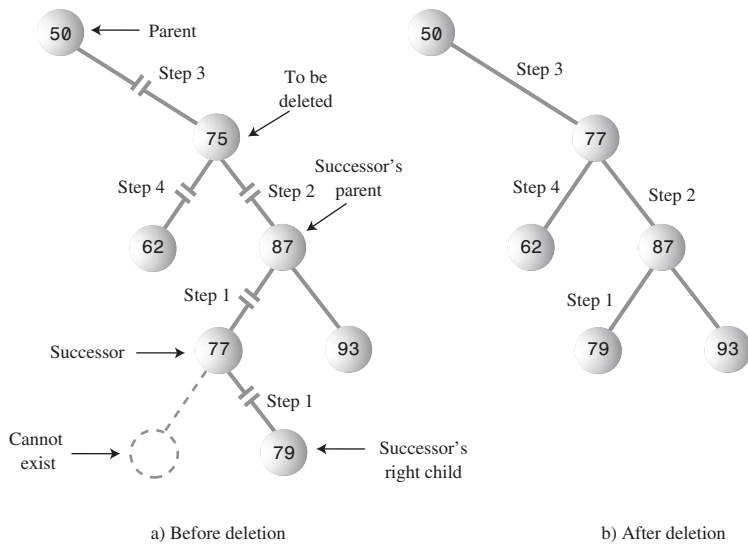 50
Parent
Step 3
To be
deleted
75
Step 4
Step 2
Successor's
parent
62
87
Step 1
Successor
77
93
Step 1
Cannot
exist
79
Successor's
right child
a) Before deletion
50
Step 3
77
Step 4
Step 2
62
87
Step 1
79
93
b) After deletion